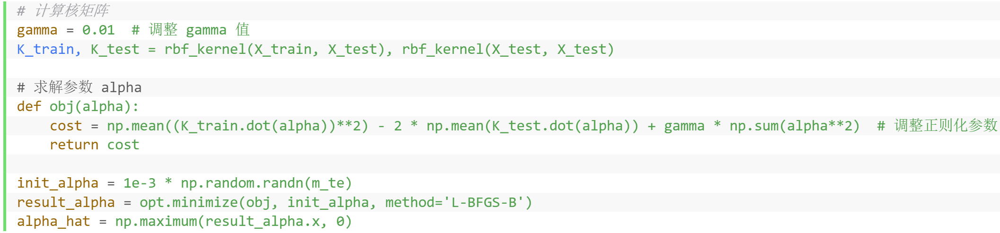 # 计算核矩阵
gamma = 0.01  # 调整 gamma 值
K_train, K_test = rbf_kernel(X_train, X_test), rbf_kernel(X_test, X_test)
# 求解参数 alpha
def obj(alpha):
    cost = np.mean((K_train.dot(alpha))**2) - 2 * np.mean(K_test.dot(alpha)) + gamma * np.sum(alpha**2)  # 调整正则化参数
    return cost
init_alpha = 1e-3 * np.random.randn(m_te)
result_alpha = opt.minimize(obj, init_alpha, method='L-BFGS-B')
alpha_hat = np.maximum(result_alpha.x, 0)